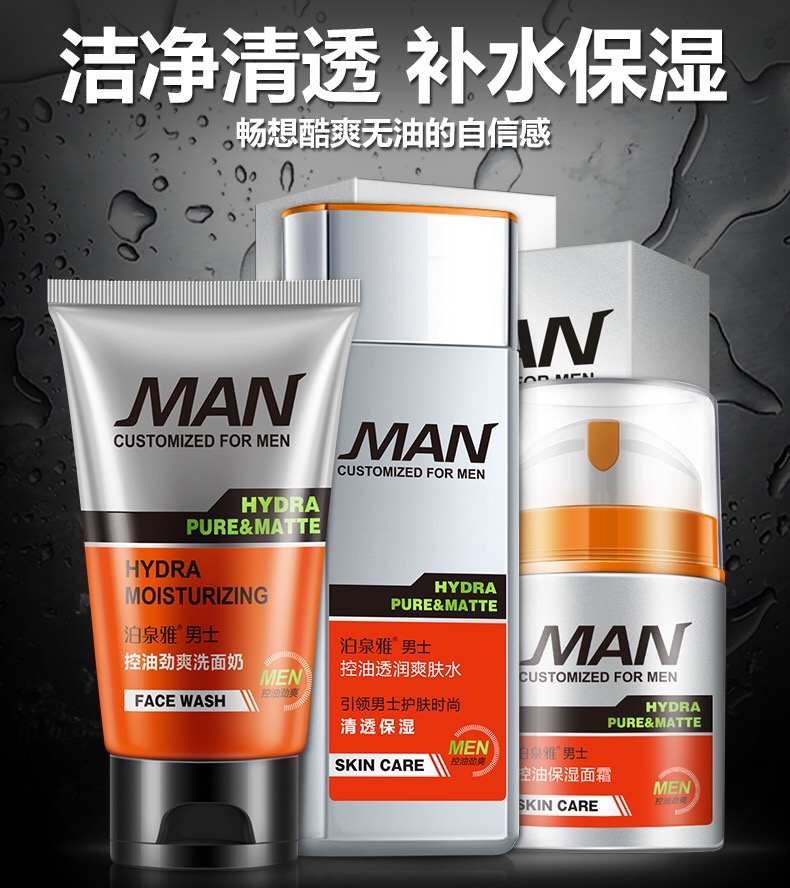 洁净清透 补水保湿
畅想酷爽无油的自信感
MAN
CUSTOMIZED FOR MEN
HYDRA
PURE&MATTE
HYDRA
MOISTURIZING
泊泉雅®男士
控油劲爽洗面奶
FACE WASH
MEN
控油劲爽
MAN
CUSTOMIZED FOR MEN
HYDRA
PURE&MATTE
泊泉雅®男士
控油透润爽肤水
引领男士护肤时尚
清透保湿
SKIN CARE
MEN
控油劲爽
AN
FOR MEN
MAN
CUSTOMIZED FOR MEN
HYDRA
PURE&MATTE
泊泉雅®男士
控油保湿面霜
SKIN CARE
MEN
控油劲爽